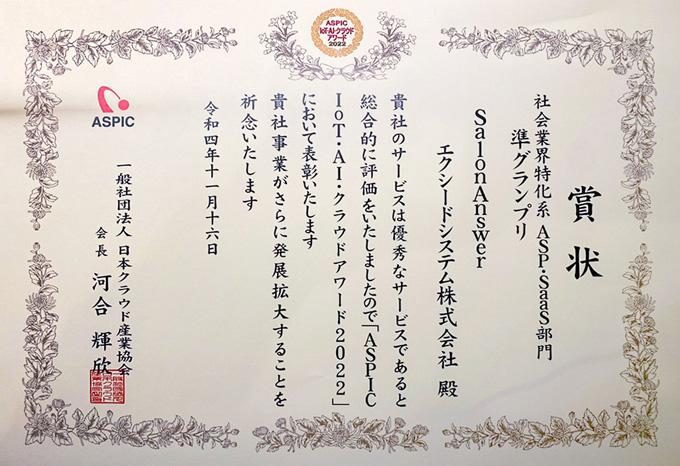 ASPIC
IoT・AI・クラウド
アワード
2022
賞状
社会業界特化系 ASP・SaaS部門
準グランプリ
SalonAnswer
エクシードシステム株式会社 殿
貴社のサービスは優秀なサービスであると
総合的に評価をいたしましたので「ASPIC
IoT・AI・クラウドアワード2022」
において表彰いたします
貴社事業がさらに発展拡大することを
祈念いたします
令和四年十一月十六日
ASPIC
一般社団法人 日本クラウド産業協会
会長 河合 輝欣